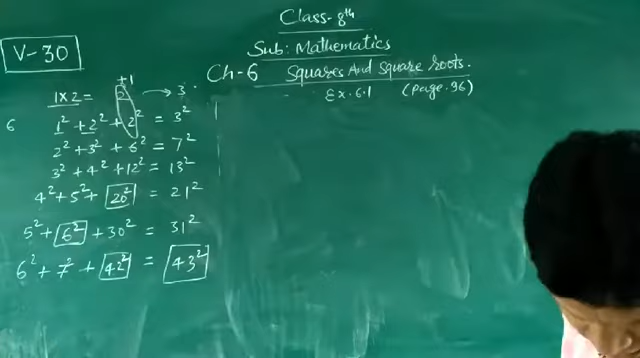 Class-8th
V-30
Sub: Mathematics
Ch-6 Squares And Square roots.
Ex.6.1 (page.96)
+1
1×2= 2 → 3.
6
1² + 2² + 2² = 3²
2² + 3² + 6² = 7²
3² + 4² + 12² = 13²
4² + 5² + 20² = 21²
5² + 6² + 30² = 31²
6² + 7² + 42² = 43²